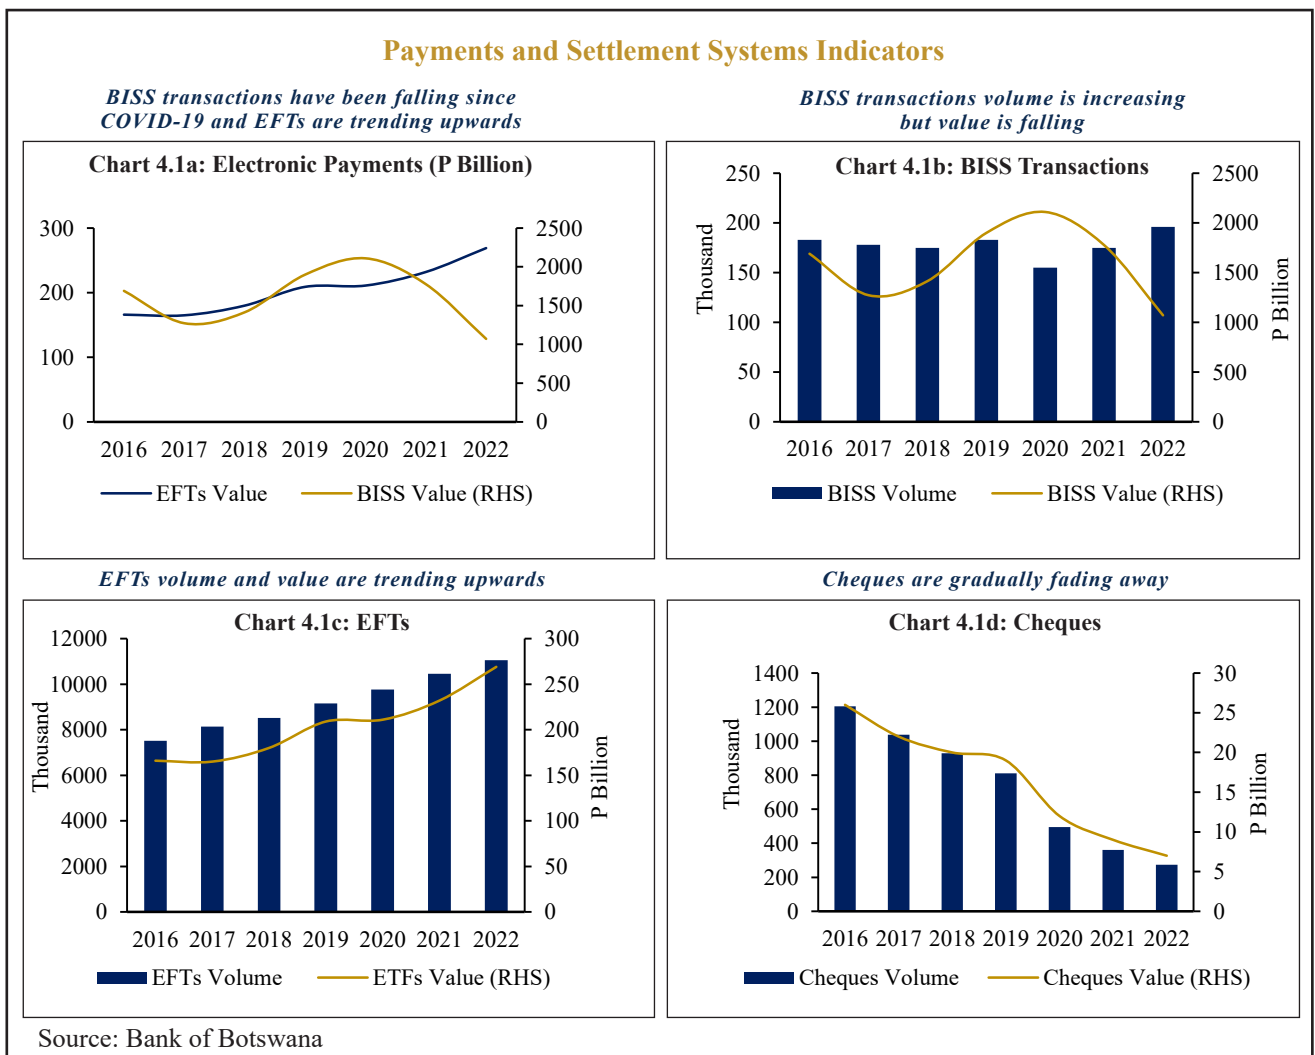 Payments and Settlement Systems Indicators
BISS transactions have been falling since
COVID-19 and EFTs are trending upwards
Chart 4.1a: Electronic Payments (P Billion)
300
200
100
0
2500
2000
1500
1000
500
0
2016 2017 2018 2019 2020 2021 2022
EFTs Value BISS Value (RHS)
BISS transactions volume is increasing
but value is falling
Chart 4.1b: BISS Transactions
Thousand
250
200
150
100
50
0
2500
2000
1500
1000
500
0
P Billion
2016 2017 2018 2019 2020 2021 2022
BISS Volume BISS Value (RHS)
EFTs volume and value are trending upwards
Chart 4.1c: EFTs
Thousand
12000
10000
8000
6000
4000
2000
0
300
250
200
150
100
50
0
P Billion
2016 2017 2018 2019 2020 2021 2022
EFTs Volume ETFs Value (RHS)
Cheques are gradually fading away
Chart 4.1d: Cheques
Thousand
1400
1200
1000
800
600
400
200
0
30
25
20
15
10
5
0
P Billion
2016 2017 2018 2019 2020 2021 2022
Cheques Volume Cheques Value (RHS)
Source: Bank of Botswana